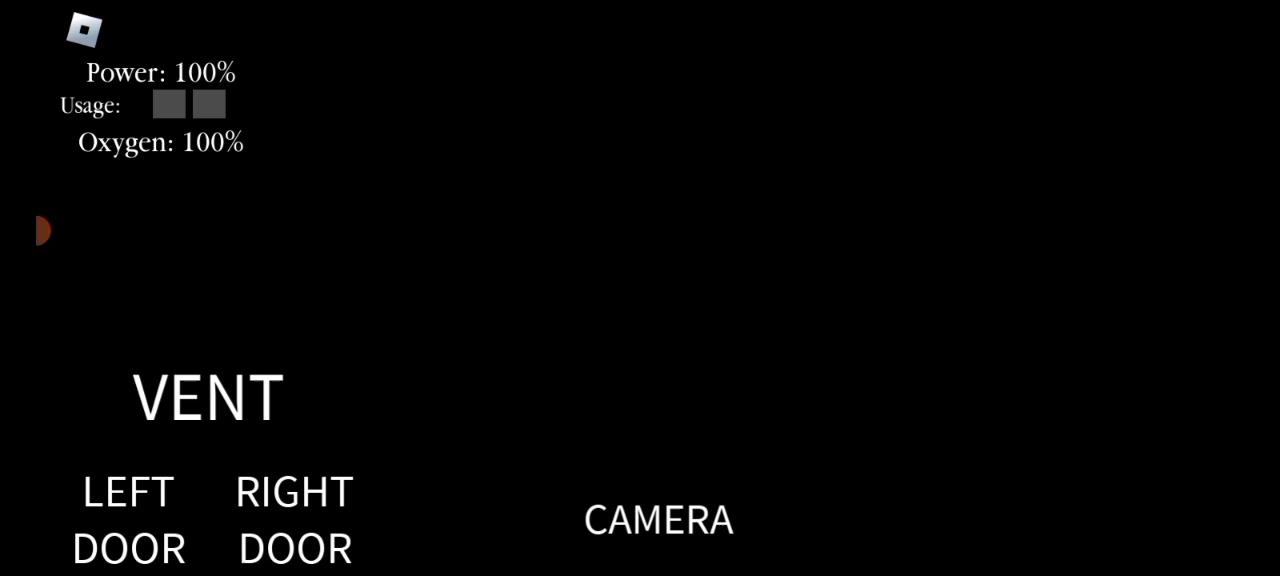 Power: 100%
Usage:
Oxygen: 100%
VENT
LEFT DOOR
RIGHT DOOR
CAMERA